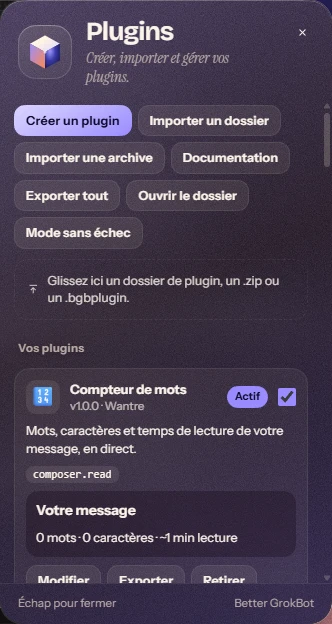 Plugins
×
Créer, importer et gérer vos
plugins.
Créer un plugin
Importer un dossier
Importer une archive
Documentation
Exporter tout
Ouvrir le dossier
Mode sans échec
Glissez ici un dossier de plugin, un .zip ou
un .bgbplugin.
Vos plugins
1 2
3 4
Compteur de mots
v1.0.0 · Wantre
Actif
Mots, caractères et temps de lecture de votre
message, en direct.
composer.read
Votre message
0 mots · 0 caractères · ~1 min lecture
Modifier
Exporter
Retirer
Échap pour fermer
Better GrokBot